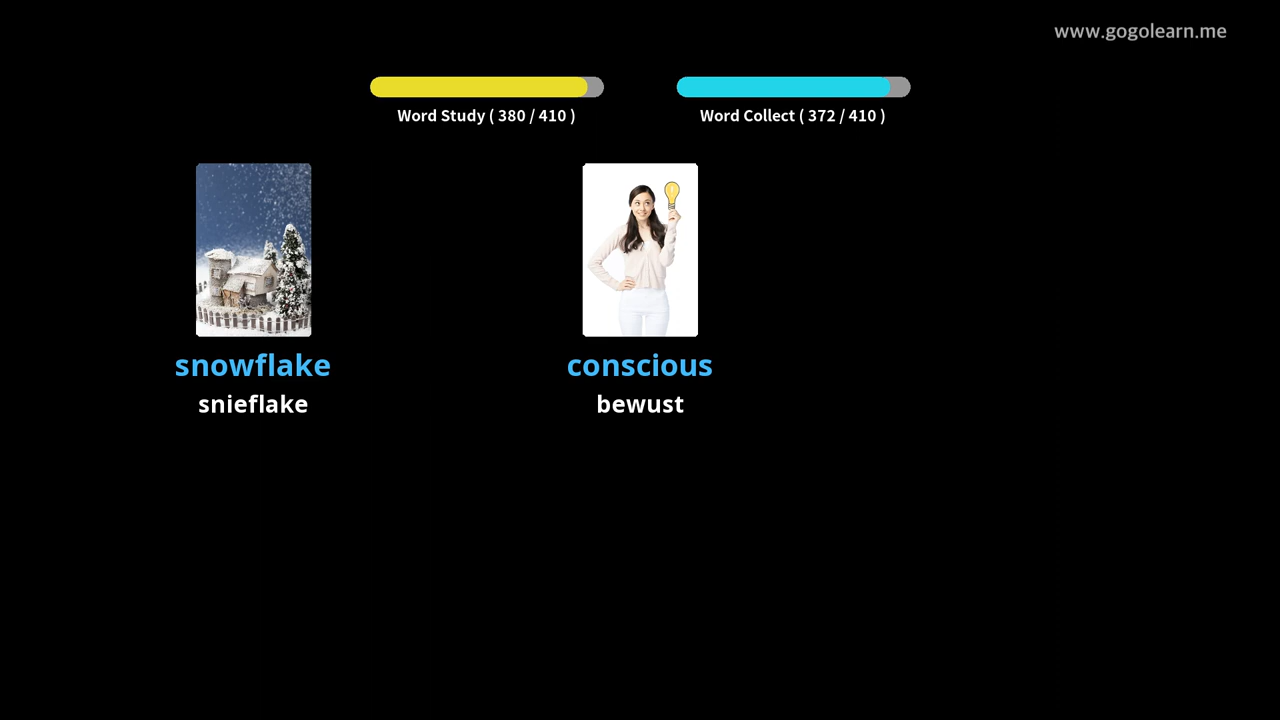 www.gogolearn.me
Word Study ( 380 / 410 )
Word Collect ( 372 / 410 )
snowflake
snieflake
conscious
bewust